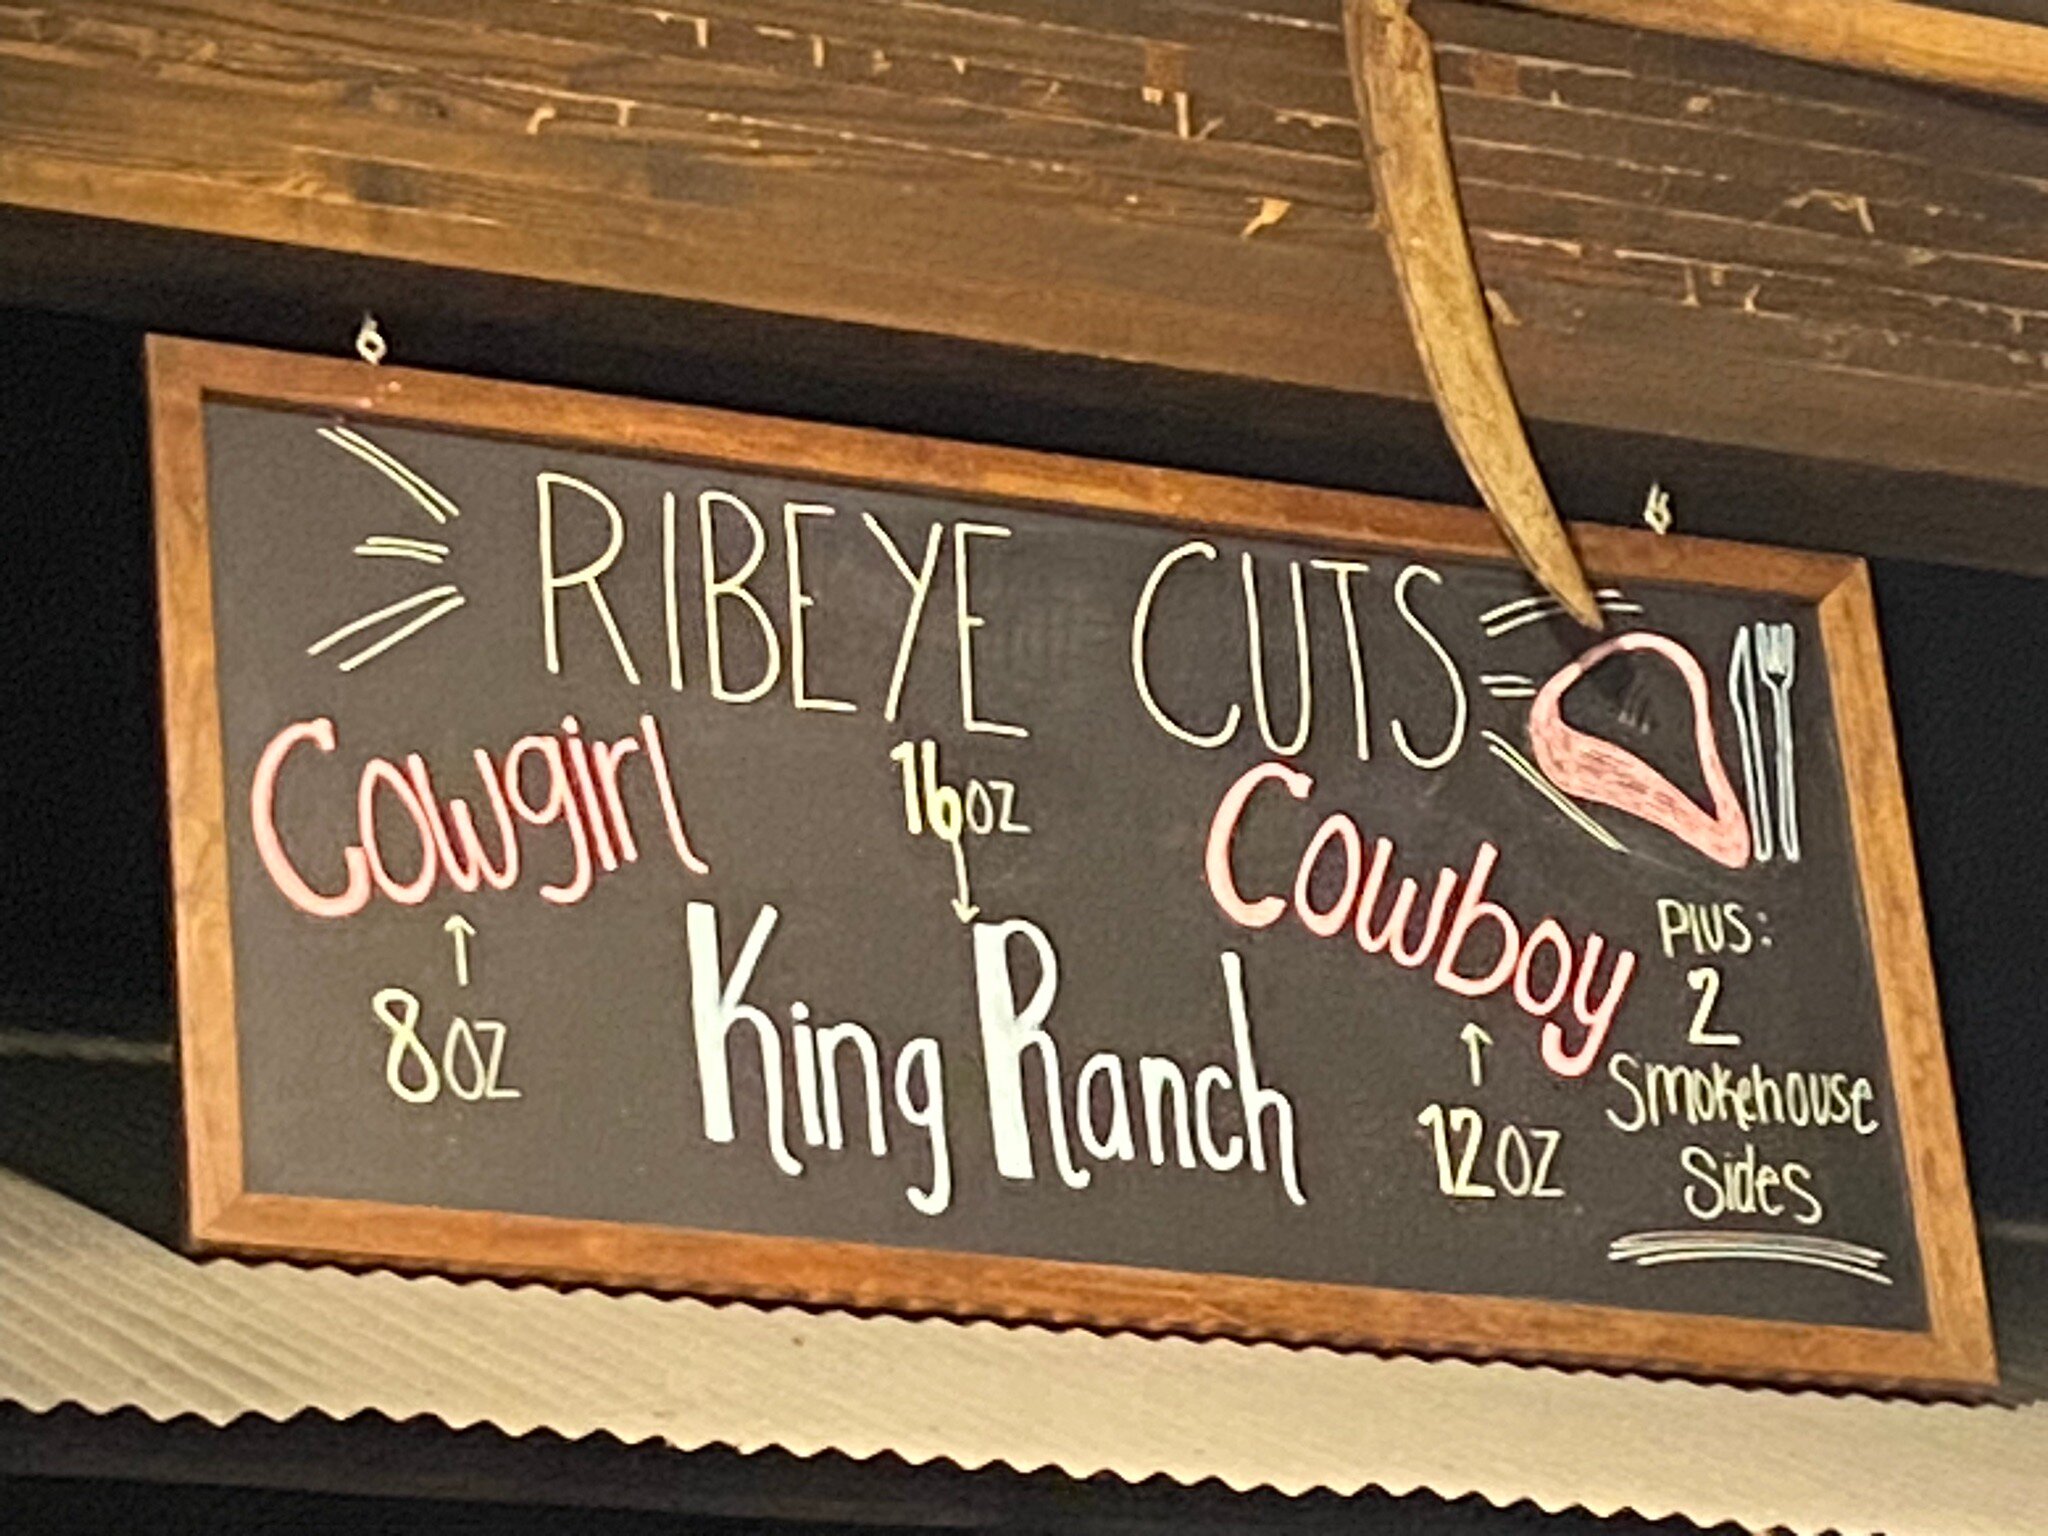 RIBEYE CUTS
Cowgirl
8oz
16oz
King Ranch
Cowboy
12oz
Plus:
2
Smokehouse
Sides